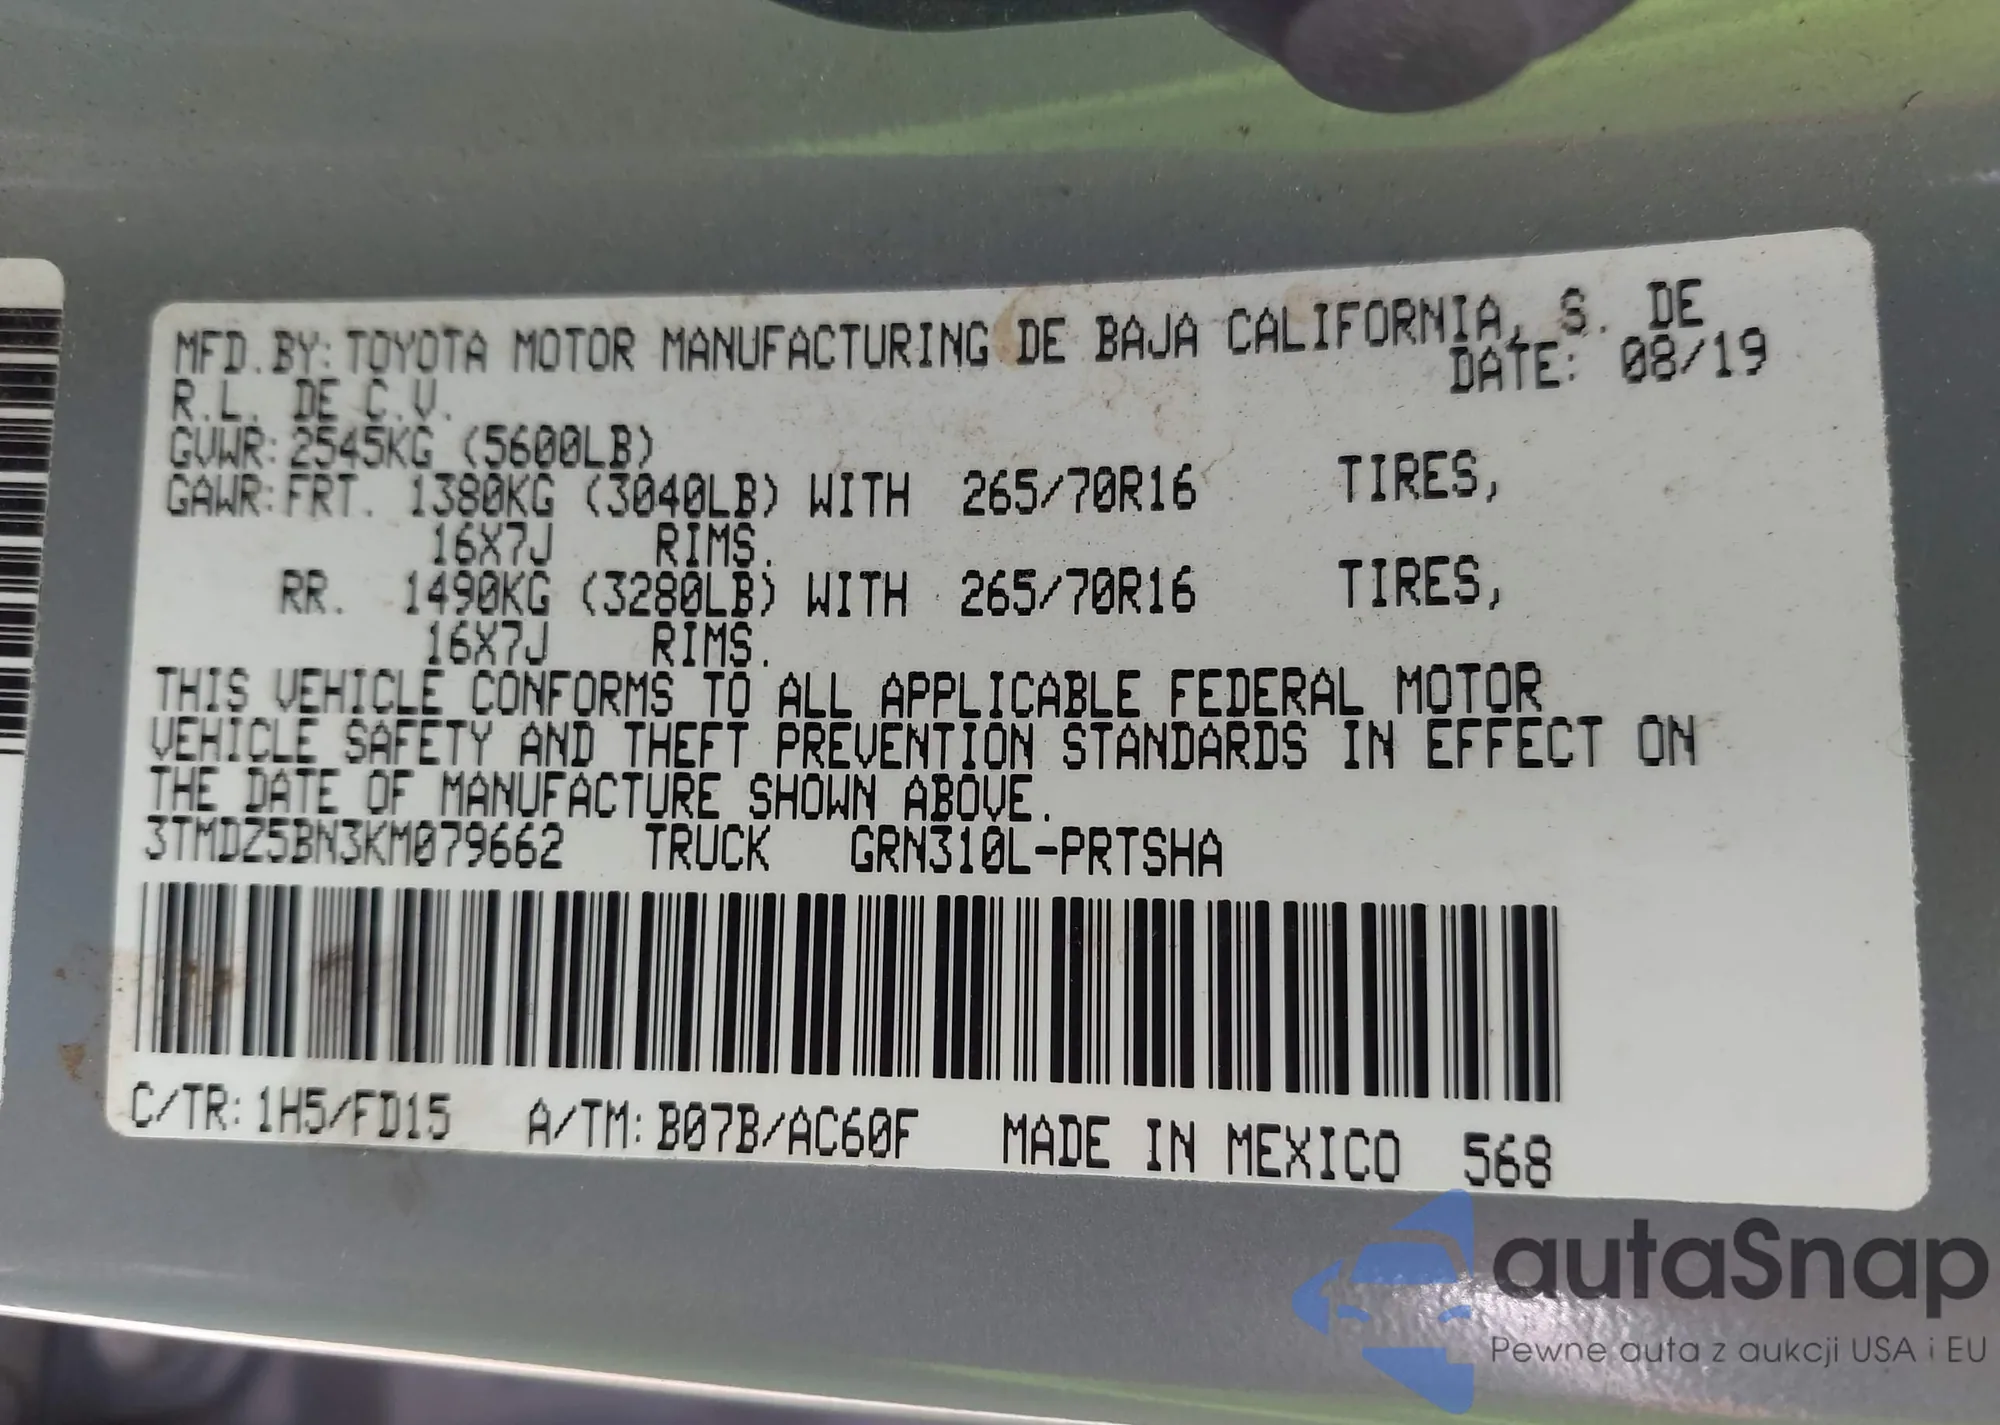 MFD.BY:TOYOTA MOTOR MANUFACTURING DE BAJA CALIFORNIA, S. DE
R.L. DE C.V. DATE: 08/19
GVWR:2545KG (5600LB)
GAWR:FRT. 1380KG (3040LB) WITH 265/70R16 TIRES,
16X7J RIMS.
RR. 1490KG (3280LB) WITH 265/70R16 TIRES,
16X7J RIMS.
THIS VEHICLE CONFORMS TO ALL APPLICABLE FEDERAL MOTOR
VEHICLE SAFETY AND THEFT PREVENTION STANDARDS IN EFFECT ON
THE DATE OF MANUFACTURE SHOWN ABOVE.
3TMDZ5BN3KM079662 TRUCK GRN310L-PRTSHA
C/TR:1H5/FD15 A/TM:B07B/AC60F MADE IN MEXICO 568
autaSnap
Pewne auta z aukcji USA i EU